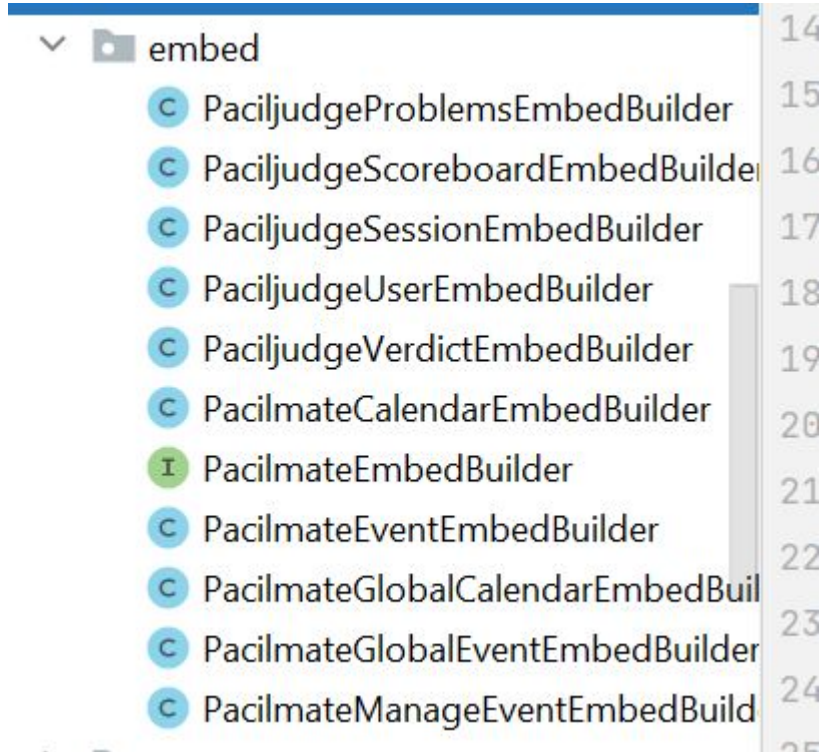 embed
14
C PaciljudgeProblemsEmbedBuilder
15
C PaciljudgeScoreboardEmbedBuilder
16
C PaciljudgeSessionEmbedBuilder
17
C PaciljudgeUserEmbedBuilder
18
C PaciljudgeVerdictEmbedBuilder
19
C PacilmateCalendarEmbedBuilder
20
I PacilmateEmbedBuilder
21
C PacilmateEventEmbedBuilder
22
C PacilmateGlobalCalendarEmbedBuil
23
C PacilmateGlobalEventEmbedBuilder
24
C PacilmateManageEventEmbedBuild
25